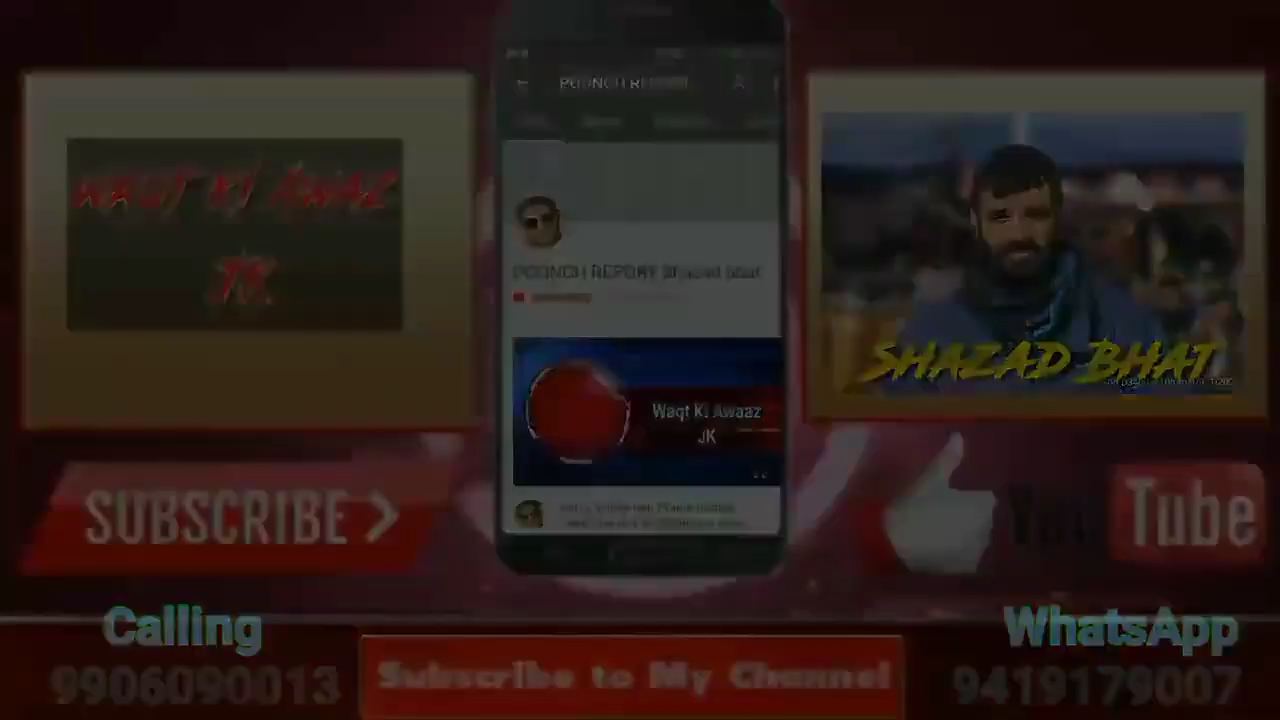 POONCH REPORT
WAQT KI AWAZ
JK
POONCH REPORT Shazad bhat
Waqt Ki Awaaz
JK
SHAZAD BHAT
SUBSCRIBE
YouTube
Calling
9906090013
Subscribe to My Channel
WhatsApp
9419179007